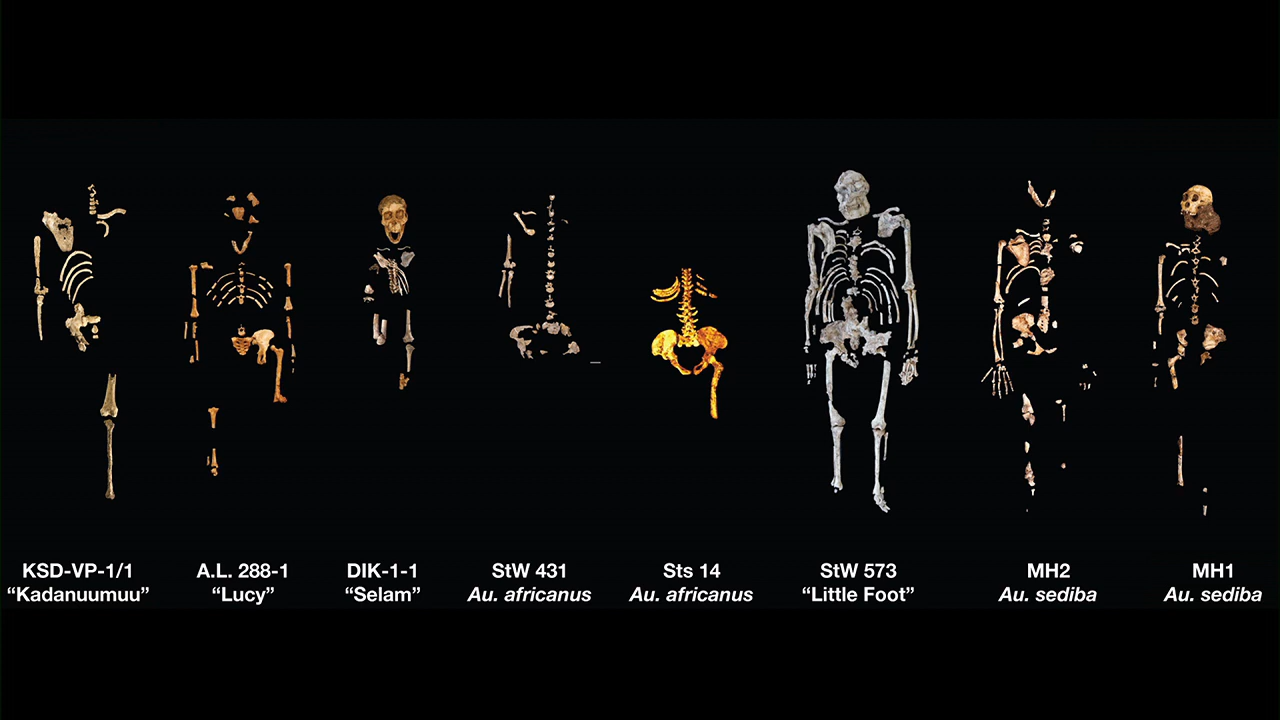 KSD-VP-1/1
“Kadanuumuu”
A.L. 288-1
“Lucy”
DIK-1-1
“Selam”
StW 431
Au. africanus
Sts 14
Au. africanus
StW 573
“Little Foot”
MH2
Au. sediba
MH1
Au. sediba